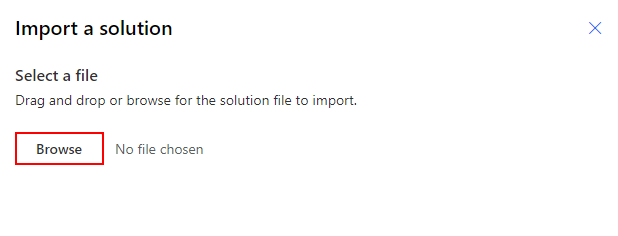 Import a solution
Select a file
Drag and drop or browse for the solution file to import.
Browse No file chosen